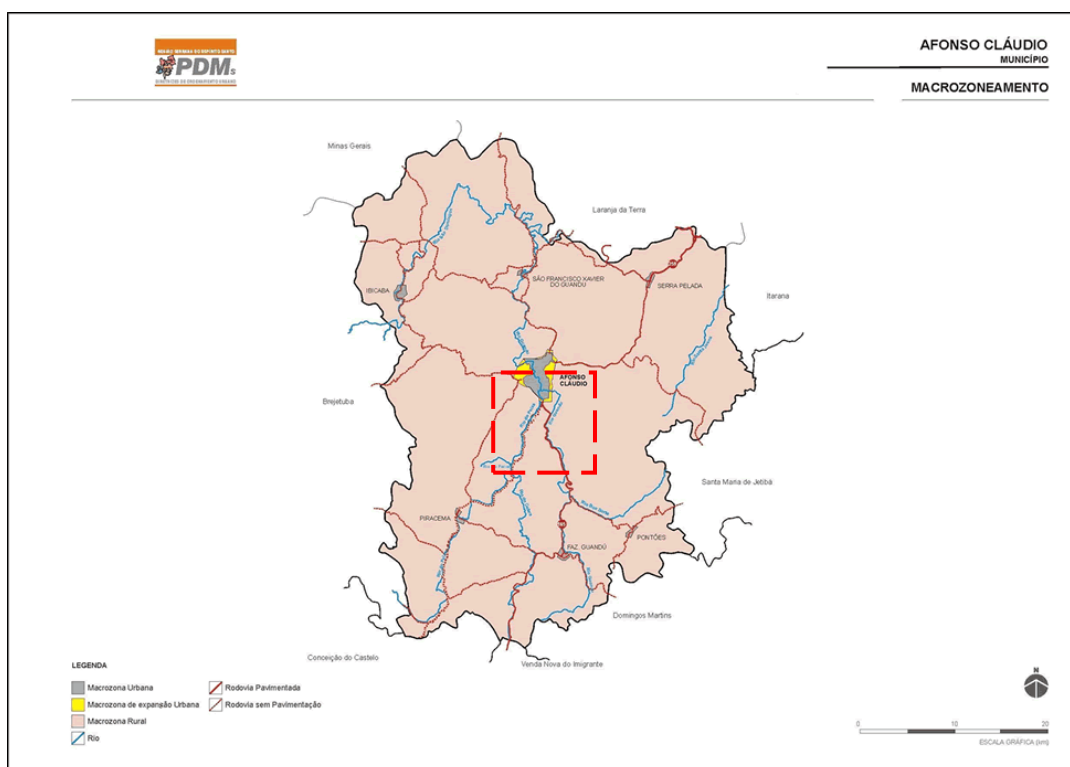 PDMs
AFONSO CLÁUDIO
MUNICÍPIO
MACROZONEAMENTO
Minas Gerais
Laranja da Terra
SÃO FRANCISCO XAVIER
DO GUANDU
SERRA PELADA
IBICABA
Itarana
AFONSO
CLÁUDIO
Brejetuba
Santa Maria de Jetibá
PIRACEMA
PONTÕES
FAZ. GUANDÚ
Domingos Martins
Conceição do Castelo
Venda Nova do Imigrante
LEGENDA
Macrozona Urbana
Rodovia Pavimentada
Macrozona de expansão Urbana
Rodovia sem Pavimentação
Macrozona Rural
Rio
N
0 10 20
ESCALA GRÁFICA (km)